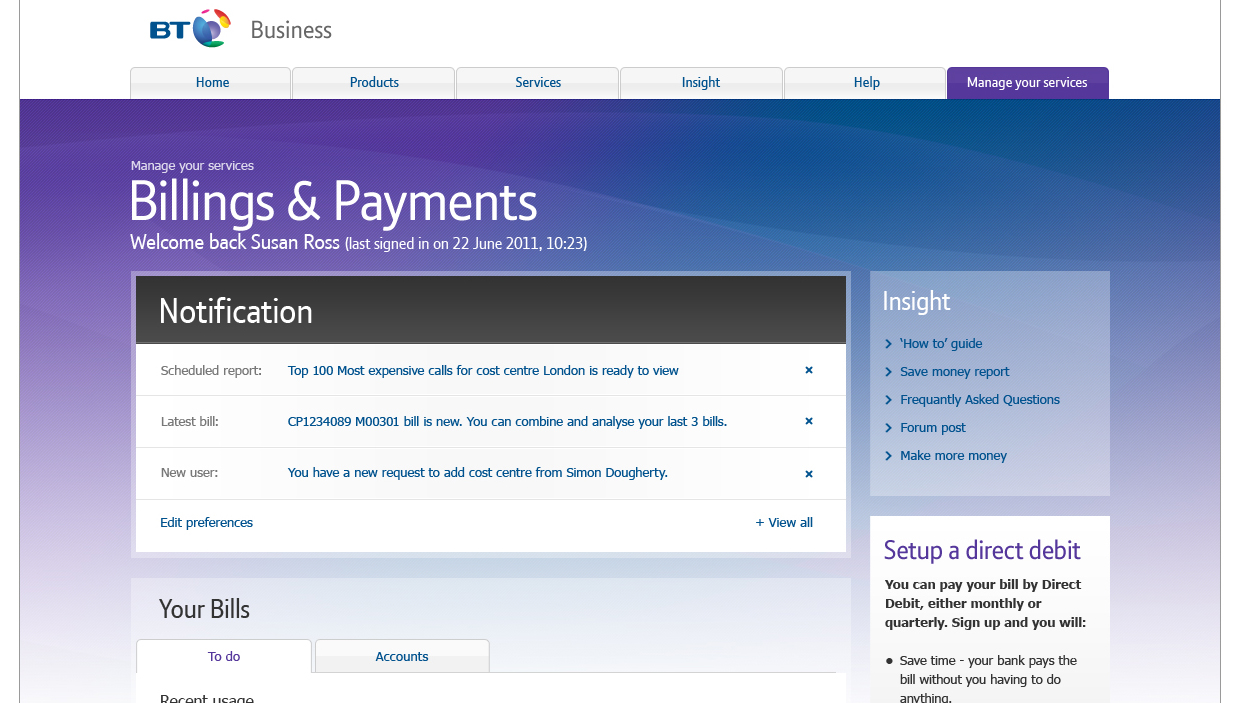 BT Business
Home Products Services Insight Help Manage your services
Manage your services
Billings & Payments
Welcome back Susan Ross (last signed in on 22 June 2011, 10:23)
Notification
Scheduled report: Top 100 Most expensive calls for cost centre London is ready to view ×
Latest bill: CP1234089 M00301 bill is new. You can combine and analyse your last 3 bills. ×
New user: You have a new request to add cost centre from Simon Dougherty. ×
Edit preferences + View all
Your Bills
To do Accounts
Recent usage
Insight
‘How to’ guide
Save money report
Frequantly Asked Questions
Forum post
Make more money
Setup a direct debit
You can pay your bill by Direct
Debit, either monthly or
quarterly. Sign up and you will:
● Save time - your bank pays the
bill without you having to do
anything.